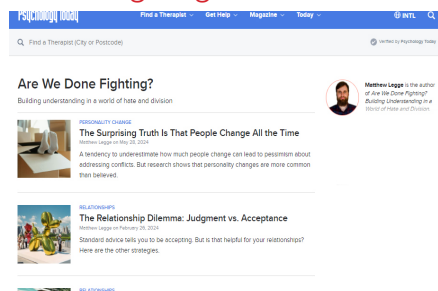 Psychology Today
Find a Therapist
Get Help
Magazine
Today
INTL
Find a Therapist (City or Postcode)
Verified by Psychology Today
Are We Done Fighting?
Building understanding in a world of hate and division
Matthew Legge is the author
of Are We Done Fighting?
Building Understanding in a
World of Hate and Division.
PERSONALITY CHANGE
The Surprising Truth Is That People Change All the Time
Matthew Legge on May 28, 2024
A tendency to underestimate how much people change can lead to pessimism about
addressing conflicts. But research shows that personality changes are more common
than believed.
RELATIONSHIPS
The Relationship Dilemma: Judgment vs. Acceptance
Matthew Legge on February 28, 2024
Standard advice tells you to be accepting. But is that helpful for your relationships?
Here are the other strategies.
RELATIONSHIPS